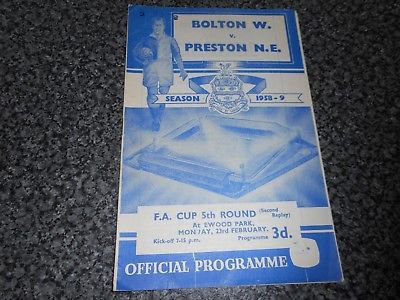 BOLTON W.
v.
PRESTON N.E.
SEASON 1958-9
F.A. CUP 5th ROUND (Second Replay)
At EWOOD PARK,
MONDAY, 23rd FEBRUARY.
Kick-off 7-15 p.m. Programme 3d.
OFFICIAL PROGRAMME